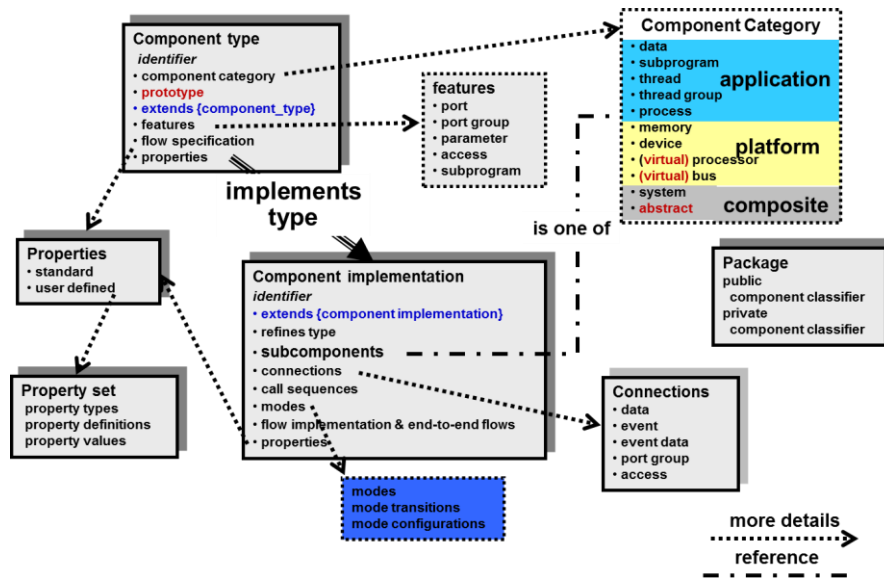 Component type
identifier
• component category
• prototype
• extends {component_type}
• features
• flow specification
• properties
implements
type
features
• port
• port group
• parameter
• access
• subprogram
Component Category
• data
• subprogram
• thread
• thread group
• process
application
• memory
• device
• (virtual) processor
• (virtual) bus
platform
• system
• abstract
composite
is one of
Properties
• standard
• user defined
Property set
property types
property definitions
property values
Component implementation
identifier
• extends {component implementation}
• refines type
• subcomponents
• connections
• call sequences
• modes
• flow implementation & end-to-end flows
• properties
modes
mode transitions
mode configurations
Package
public
component classifier
private
component classifier
Connections
• data
• event
• event data
• port group
• access
more details
reference